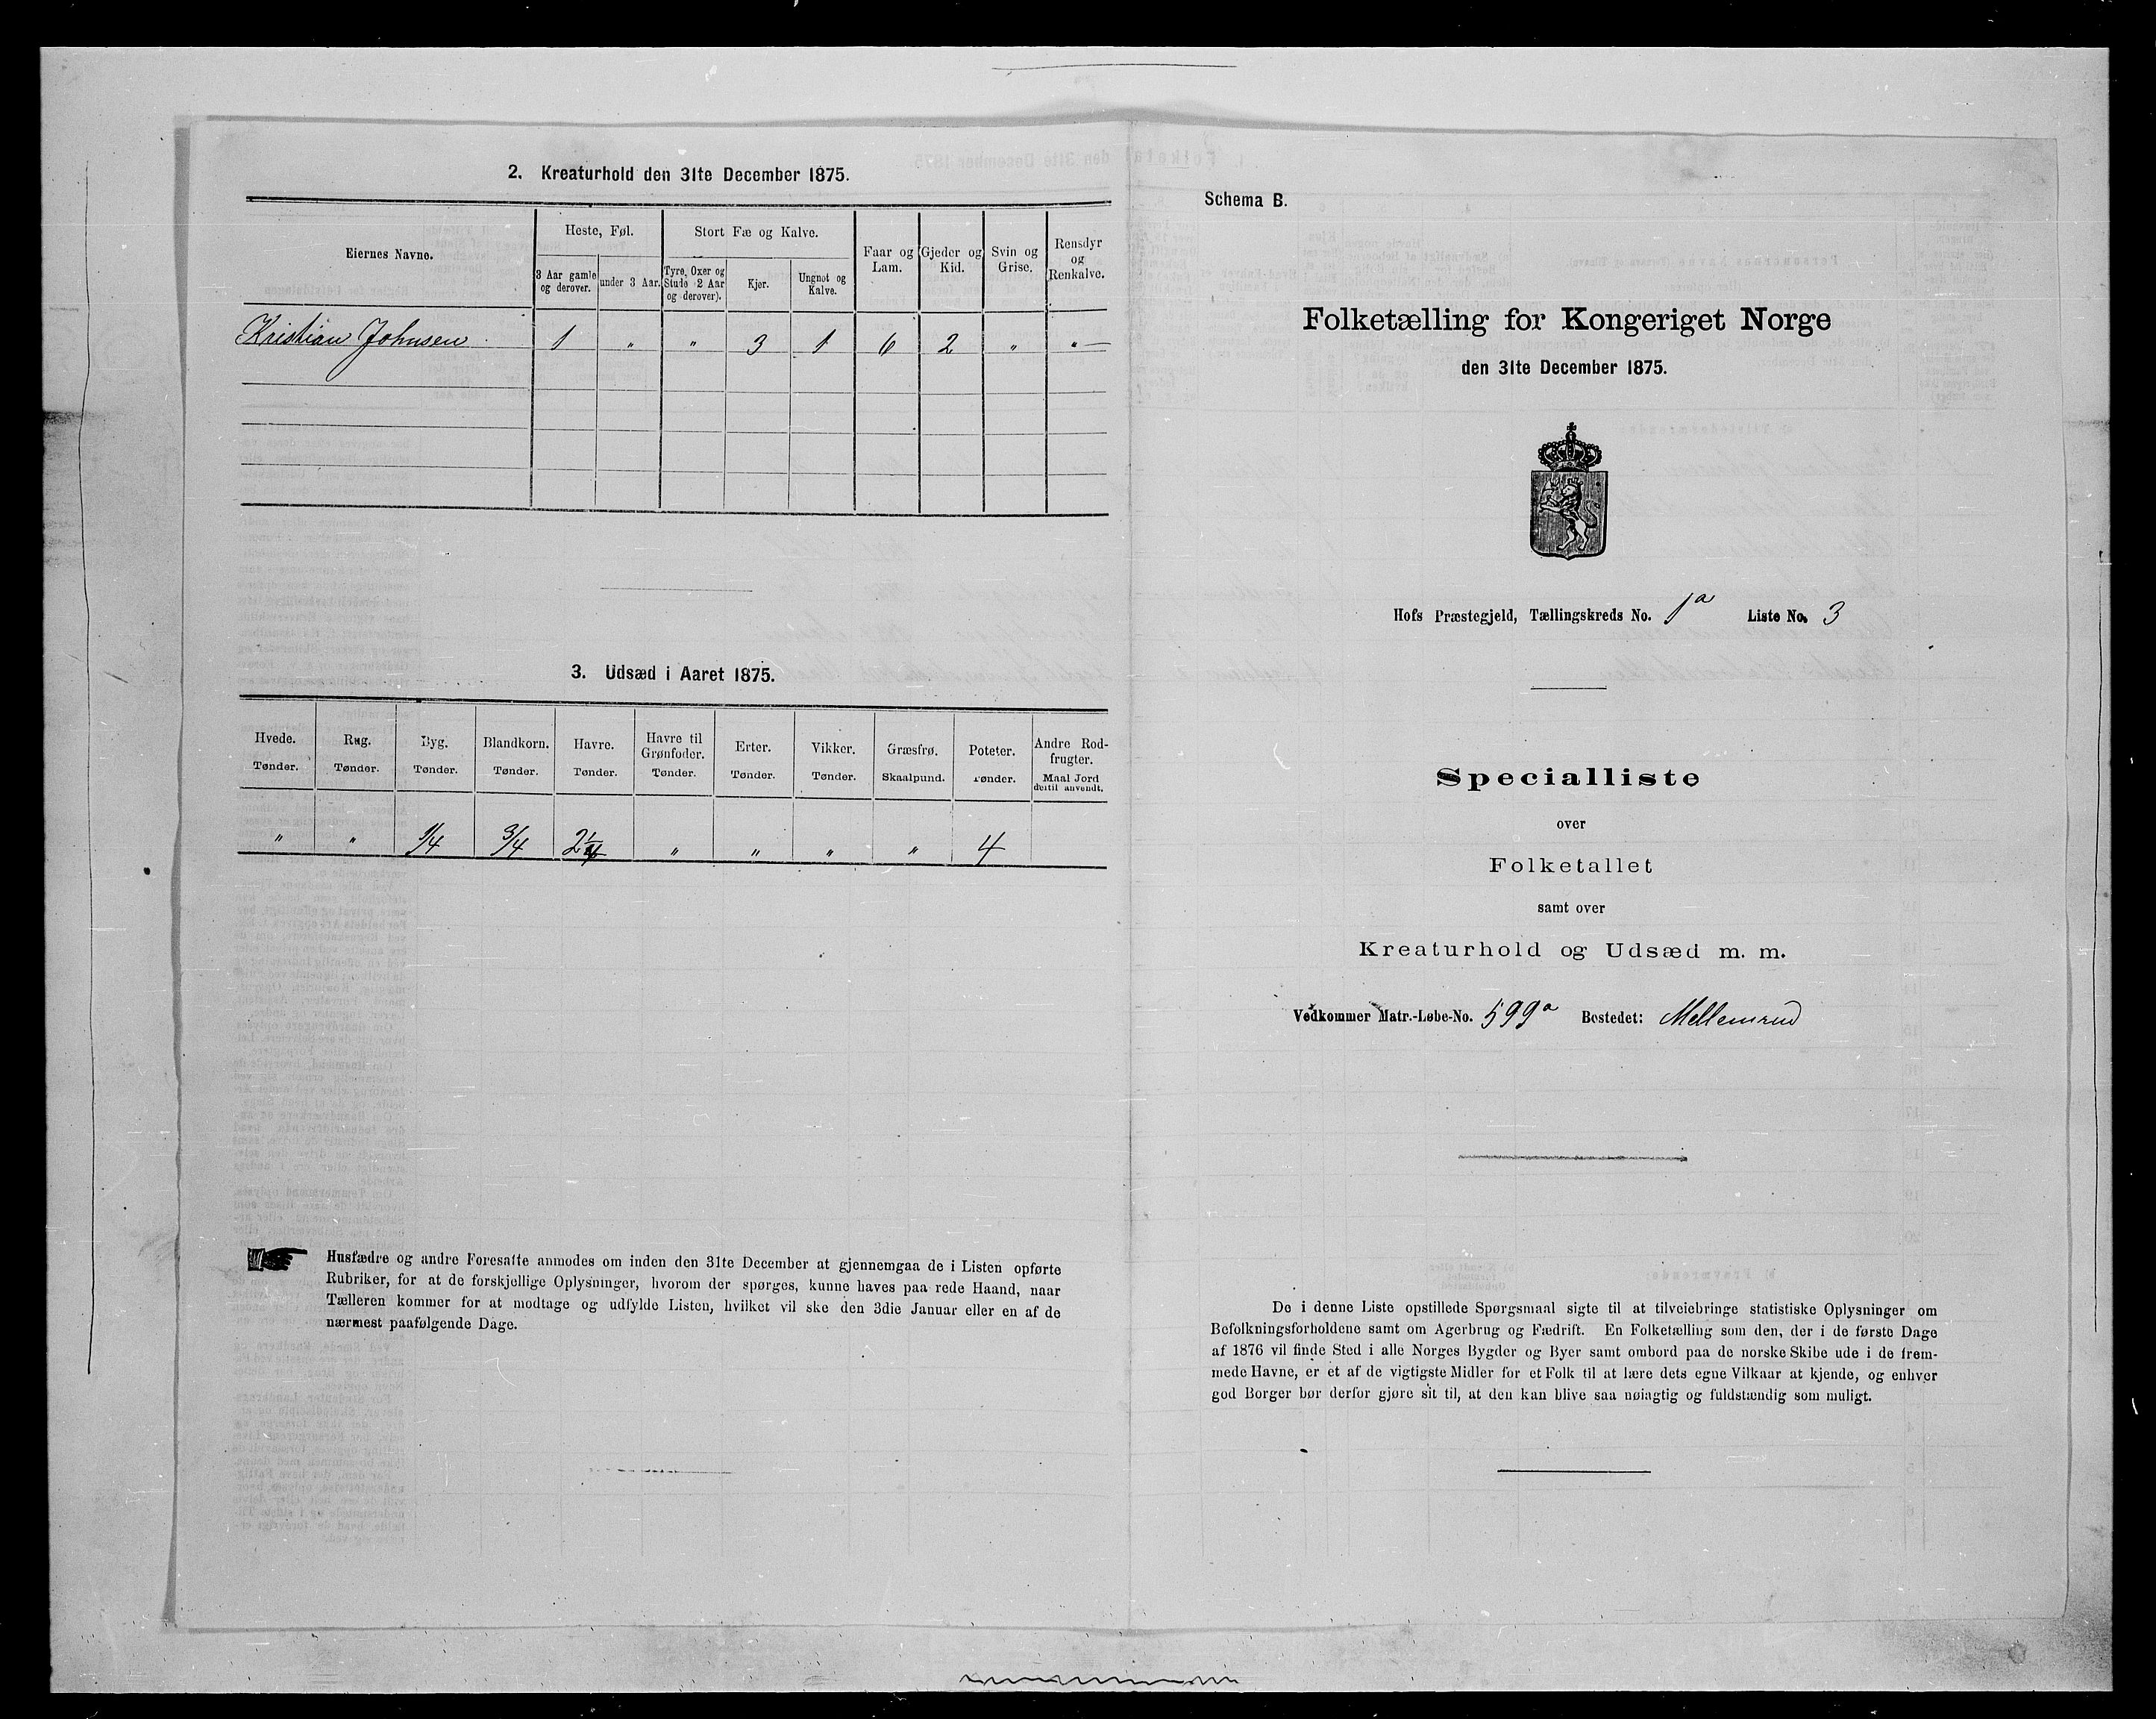 2. Kreaturhold den 31te December 1875.
Eiernes Navne.
Heste, Føl.
Stort Fæ og Kalve.
3 Aar gamle og derover.
under 3 Aar.
Tyre, Oxer og Stude (2 Aar og derover).
Kjør.
Ungnot og Kalve.
Faar og Lam.
Gjeder og Kid.
Svin og Grise.
Rensdyr og Renkalve.
Kristian Johnsen 1 " " 3 1 6 2 " "
3. Udsæd i Aaret 1875.
Hvede. Rug. Byg. Blandkorn. Havre. Havre til Grønfoder. Erter. Vikker. Græsfrø. Poteter. Andre Rodfrugter.
Tønder. Tønder. Tønder. Tønder. Tønder. Tønder. Tønder. Tønder. Skaalpund. Tønder. Maal Jord dertil anvendt.
" " 1/4 3/4 2 1/4 " " " " 4
Husfædre og andre Foresatte anmodes om inden den 31te December at gjennemgaa de i Listen opførte
Rubriker, for at de forskjellige Oplysninger, hvorom der spørges, kunne haves paa rede Haand, naar
Tælleren kommer for at modtage og udfylde Listen, hvilket vil ske den 3die Januar eller en af de
nærmest paafølgende Dage.
Schema B.
Folketælling for Kongeriget Norge
den 31te December 1875.
Hofs Præstegjeld, Tællingskreds No. 1a Liste No. 3
Specialliste
over
Folketallet
samt over
Kreaturhold og Udsæd m. m.
Vedkommer Matr.-Løbe-No. 599a Bostedet: Mellemrud
De i denne Liste opstillede Spørgsmaal sigte til at tilveiebringe statistiske Oplysninger om
Befolkningsforholdene samt om Agerbrug og Fædrift. En Folketælling som den, der i de første Dage
af 1876 vil finde Sted i alle Norges Bygder og Byer samt ombord paa de norske Skibe ude i de frem-
mede Havne, er et af de vigtigste Midler for et Folk til at lære dets egne Vilkaar at kjende, og enhver
god Borger bør derfor gjøre sit til, at den kan blive saa nøiagtig og fuldstændig som muligt.